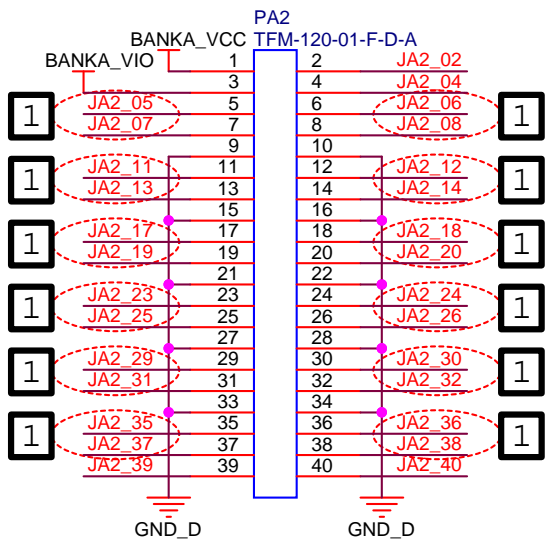 PA2
BANKA_VCC TFM-120-01-F-D-A
BANKA_VIO 1 2 JA2_02
3 4 JA2_04
1 JA2_05 5 6 JA2_06 1
JA2_07 7 8 JA2_08
9 10
1 JA2_11 11 12 JA2_12 1
JA2_13 13 14 JA2_14
15 16
1 JA2_17 17 18 JA2_18 1
JA2_19 19 20 JA2_20
21 22
1 JA2_23 23 24 JA2_24 1
JA2_25 25 26 JA2_26
27 28
1 JA2_29 29 30 JA2_30 1
JA2_31 31 32 JA2_32
33 34
1 JA2_35 35 36 JA2_36 1
JA2_37 37 38 JA2_38
JA2_39 39 40 JA2_40
GND_D GND_D